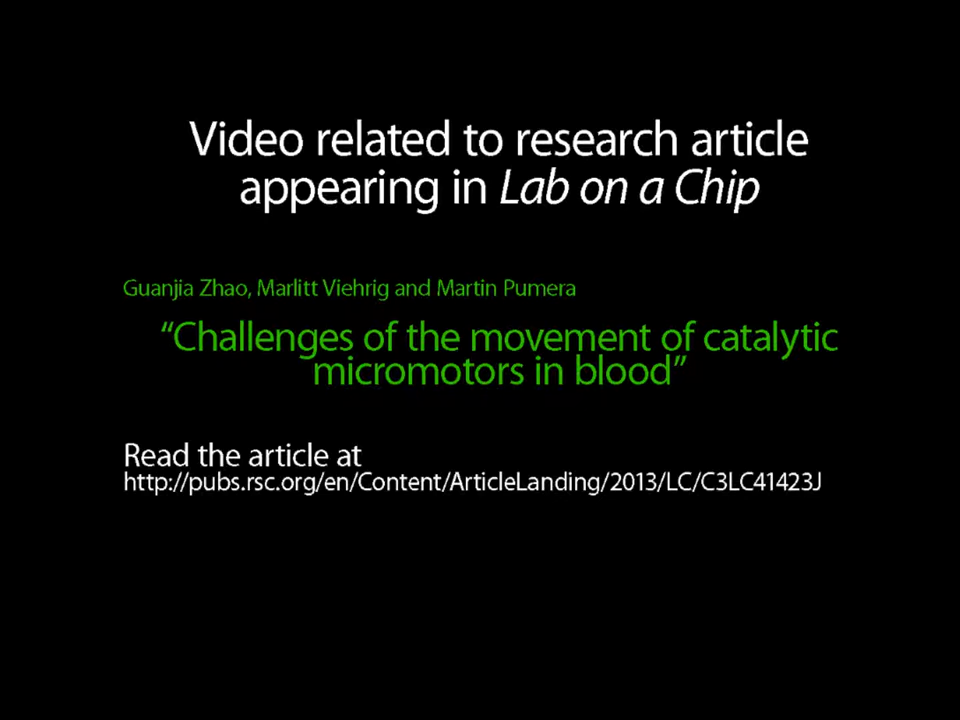 Video related to research article
appearing in Lab on a Chip
Guanjia Zhao, Marlitt Viehrig and Martin Pumera
“Challenges of the movement of catalytic
micromotors in blood”
Read the article at
http://pubs.rsc.org/en/Content/ArticleLanding/2013/LC/C3LC41423J